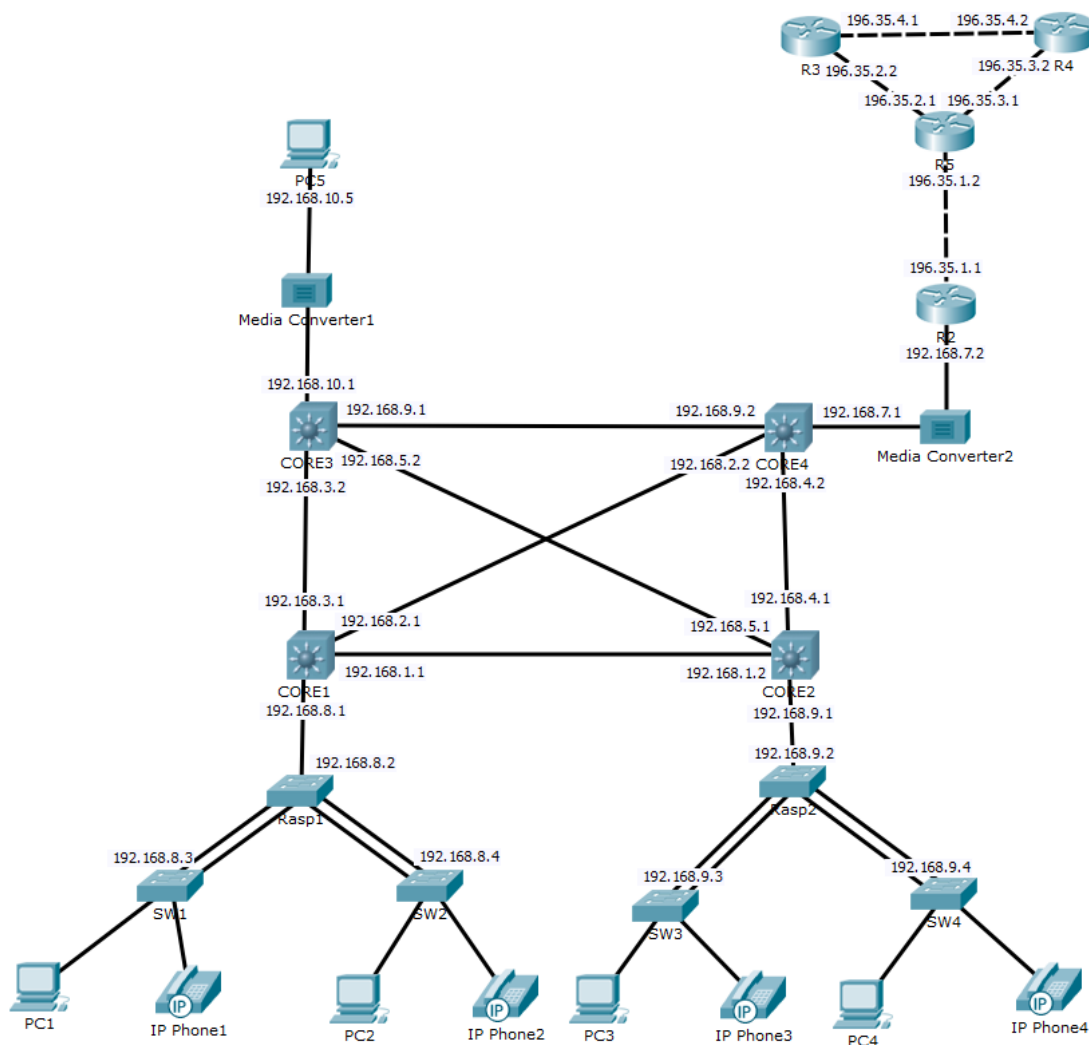 196.35.4.1
196.35.4.2
R3
196.35.2.2
196.35.3.2
R4
196.35.2.1
196.35.3.1
R5
196.35.1.2
PC5
192.168.10.5
196.35.1.1
Media Converter1
R2
192.168.7.2
192.168.10.1
192.168.9.1
192.168.9.2
192.168.7.1
CORE3
192.168.5.2
192.168.2.2
CORE4
Media Converter2
192.168.3.2
192.168.4.2
192.168.3.1
192.168.4.1
192.168.2.1
192.168.5.1
192.168.1.1
192.168.1.2
CORE1
CORE2
192.168.8.1
192.168.9.1
192.168.9.2
192.168.8.2
Rasp1
Rasp2
192.168.8.3
192.168.8.4
192.168.9.3
192.168.9.4
SW1
SW2
SW3
SW4
IP
IP
IP
IP
PC1
IP Phone1
PC2
IP Phone2
PC3
IP Phone3
PC4
IP Phone4